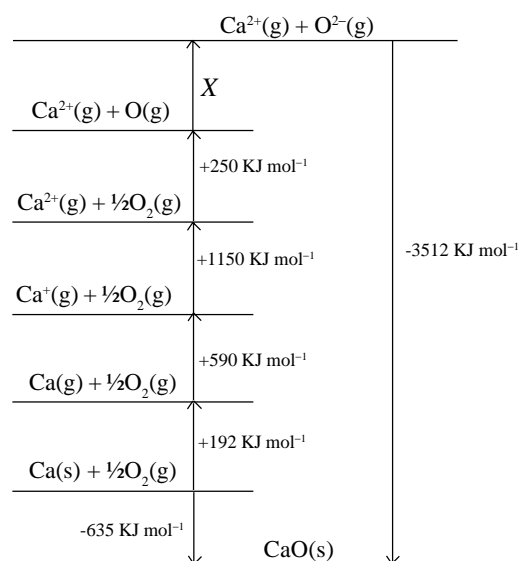 Ca²⁺(g) + O²⁻(g)
X
Ca²⁺(g) + O(g)
+250 KJ mol⁻¹
Ca²⁺(g) + ½O₂(g)
-3512 KJ mol⁻¹
+1150 KJ mol⁻¹
Ca⁺(g) + ½O₂(g)
+590 KJ mol⁻¹
Ca(g) + ½O₂(g)
+192 KJ mol⁻¹
Ca(s) + ½O₂(g)
-635 KJ mol⁻¹
CaO(s)